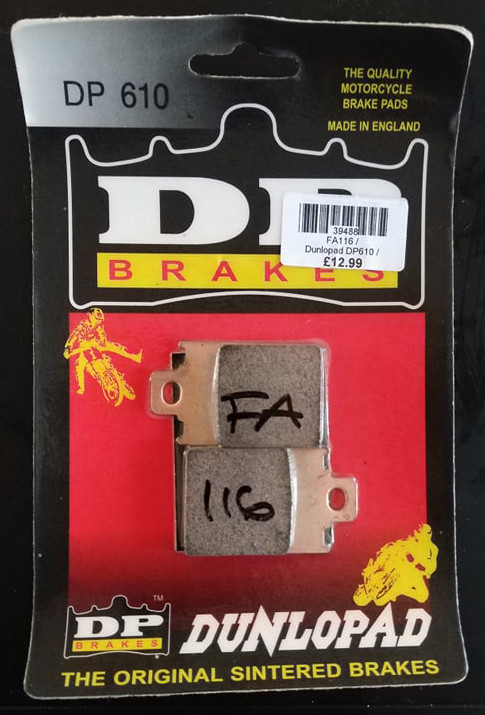 DP 610
THE QUALITY
MOTORCYCLE
BRAKE PADS
MADE IN ENGLAND
DP
BRAKES
39488
FA116 /
Dunlopad DP610 /
£12.99
FA
116
TM
DP
BRAKES
DUNLOPAD
THE ORIGINAL SINTERED BRAKES